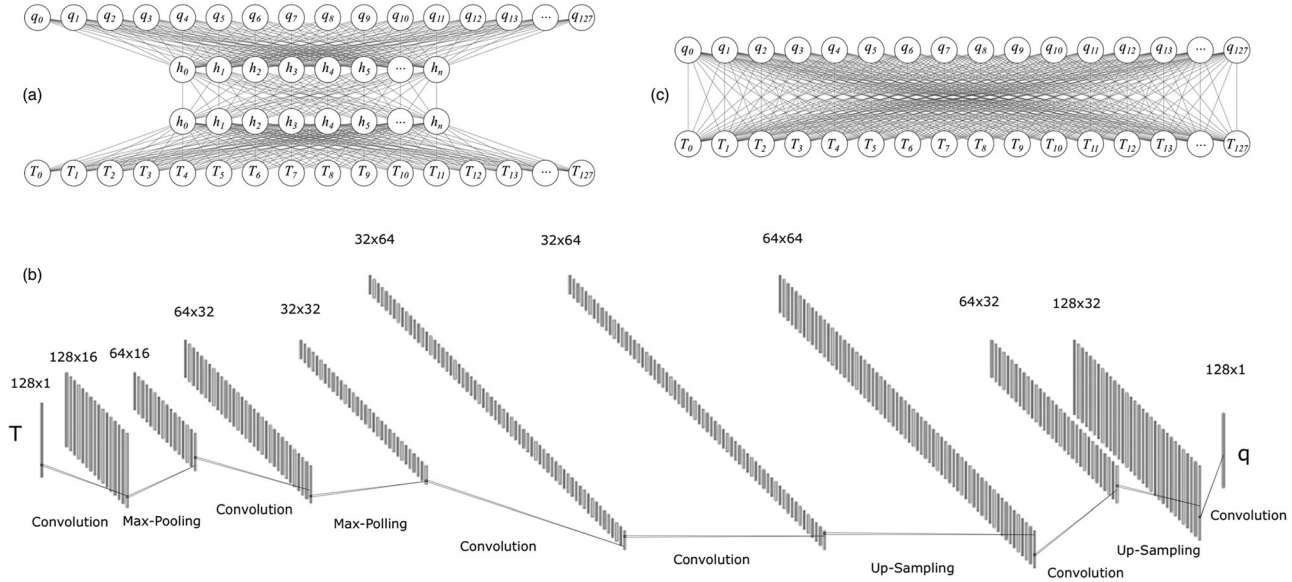 q0 q1 q2 q3 q4 q5 q6 q7 q8 q9 q10 q11 q12 q13 ... q127
h0 h1 h2 h3 h4 h5 ... hn
(a)
h0 h1 h2 h3 h4 h5 ... hn
T0 T1 T2 T3 T4 T5 T6 T7 T8 T9 T10 T11 T12 T13 ... T127
q0 q1 q2 q3 q4 q5 q6 q7 q8 q9 q10 q11 q12 q13 ... q127
(c)
T0 T1 T2 T3 T4 T5 T6 T7 T8 T9 T10 T11 T12 T13 ... T127
(b)
32x64 32x64 64x64
64x32 32x32 64x32 128x32
128x16 64x16
128x1 128x1
T q
Convolution Max-Pooling Convolution Max-Polling Convolution Convolution Up-Sampling Convolution Up-Sampling Convolution